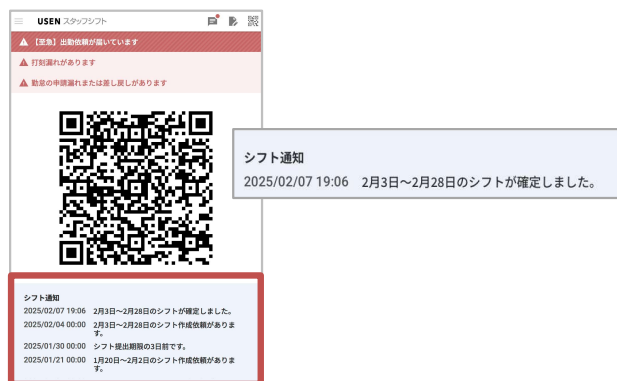 USEN スタッフシフト
【至急】出勤依頼が届いています
打刻漏れがあります
勤怠の申請漏れまたは差し戻しがあります
シフト通知
2025/02/07 19:06 2月3日～2月28日のシフトが確定しました。
シフト通知
2025/02/07 19:06 2月3日～2月28日のシフトが確定しました。
2025/02/04 00:00 2月3日～2月28日のシフト作成依頼がありま
す。
2025/01/30 00:00 シフト提出期限の3日前です。
2025/01/21 00:00 1月20日～2月2日のシフト作成依頼がありま
す。